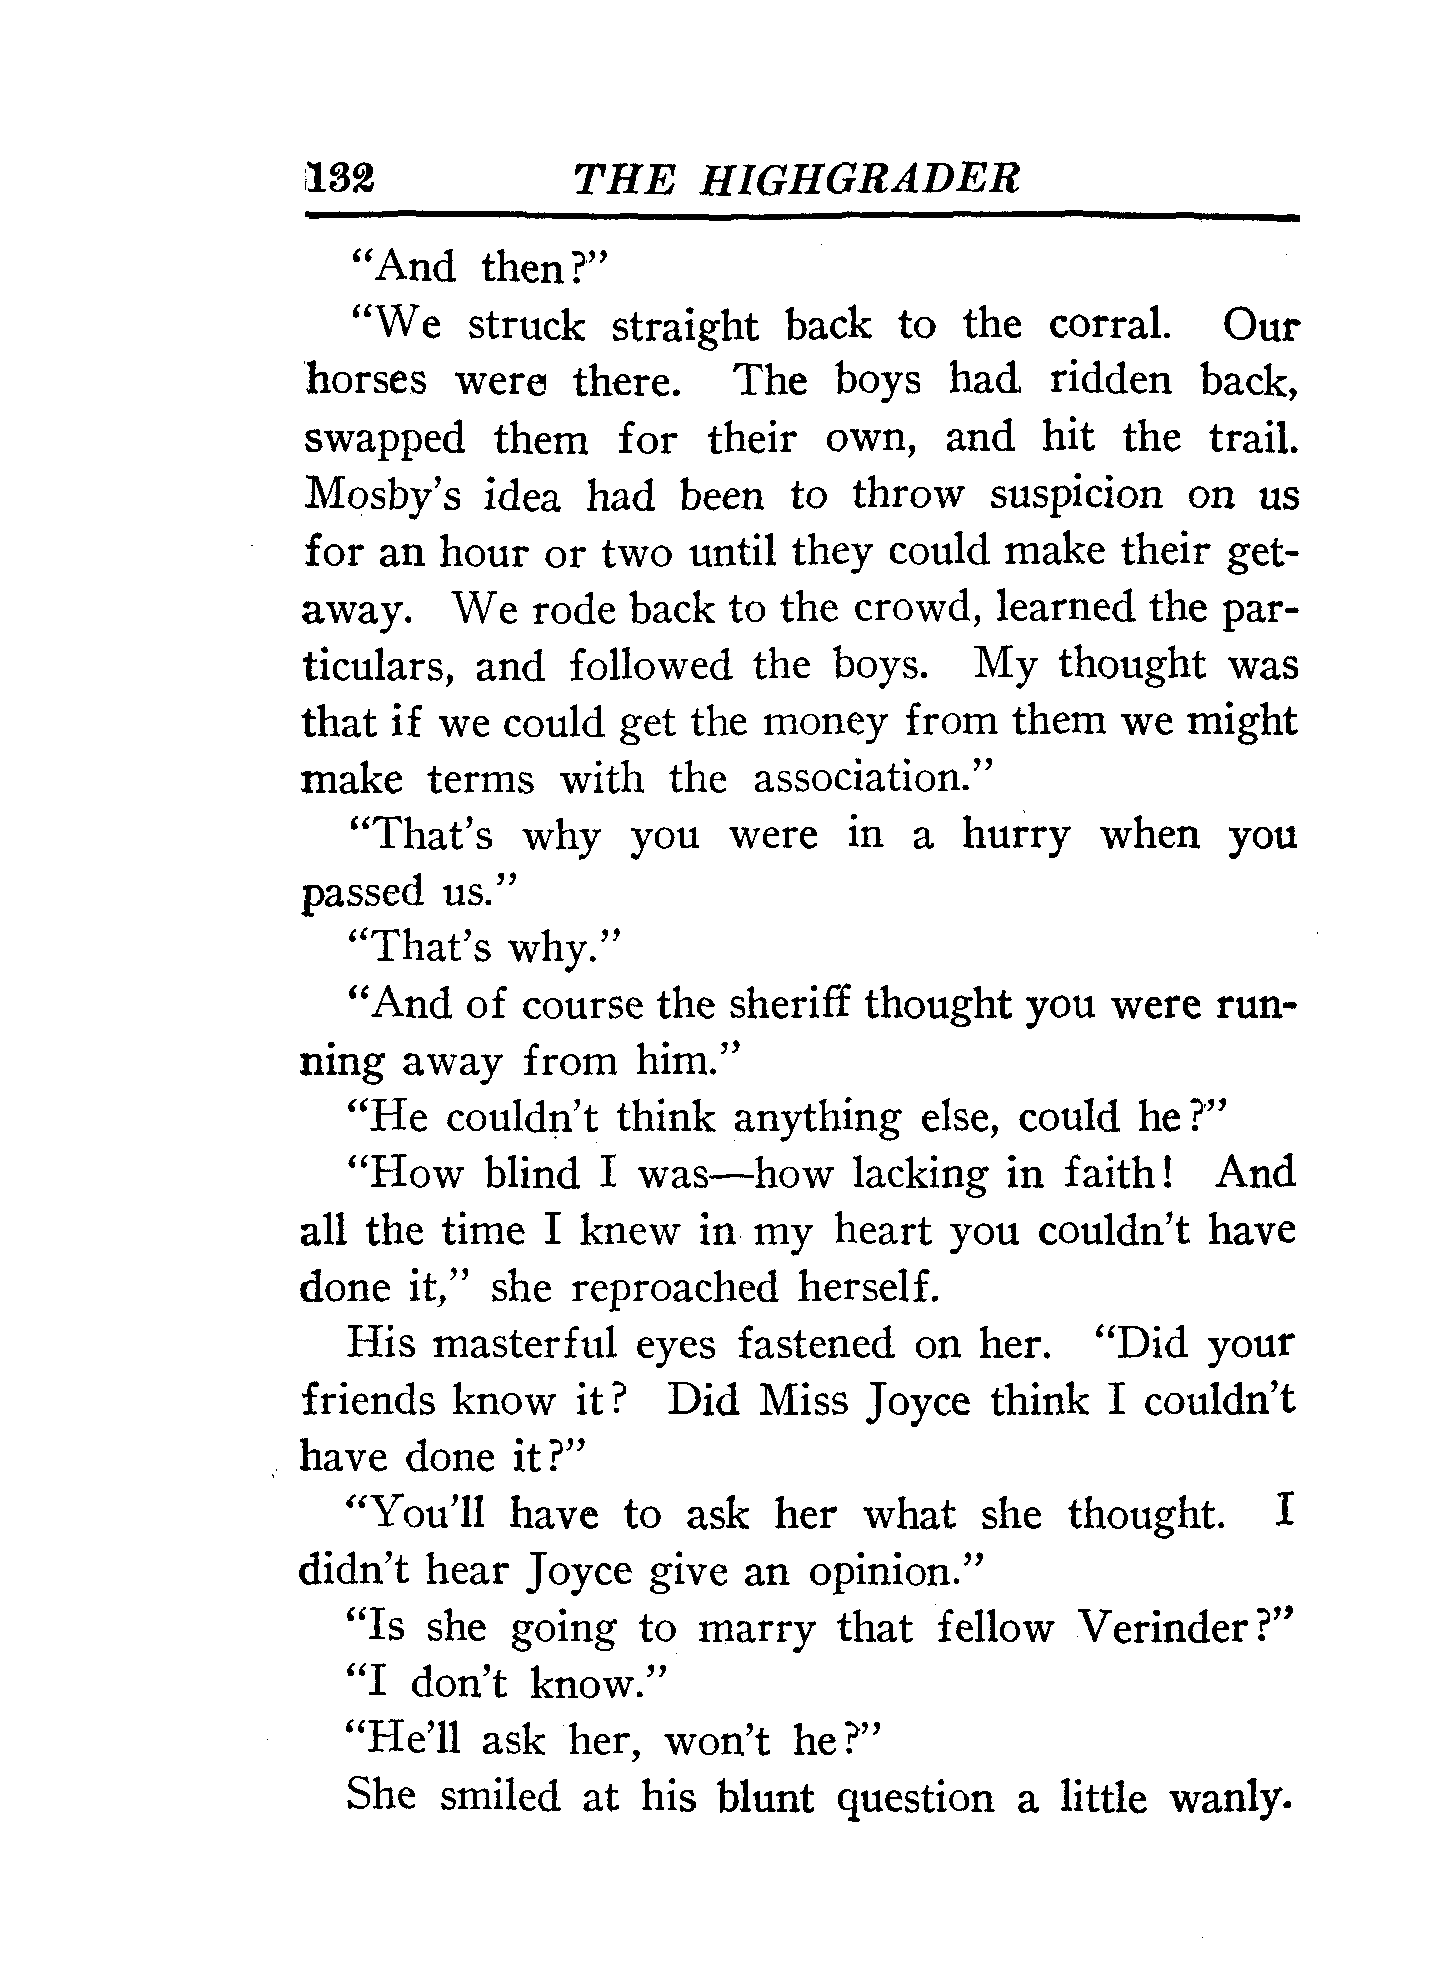 132 THE HIGHGRADER
“And then?”
“We struck straight back to the corral. Our
horses were there. The boys had ridden back,
swapped them for their own, and hit the trail.
Mosby’s idea had been to throw suspicion on us
for an hour or two until they could make their get-
away. We rode back to the crowd, learned the par-
ticulars, and followed the boys. My thought was
that if we could get the money from them we might
make terms with the association.”
“That’s why you were in a hurry when you
passed us.”
“That’s why.”
“And of course the sheriff thought you were run-
ning away from him.”
“He couldn’t think anything else, could he?”
“How blind I was—how lacking in faith! And
all the time I knew in my heart you couldn’t have
done it,” she reproached herself.
His masterful eyes fastened on her. “Did your
friends know it? Did Miss Joyce think I couldn’t
have done it?”
“You’ll have to ask her what she thought. I
didn’t hear Joyce give an opinion.”
“Is she going to marry that fellow Verinder?”
“I don’t know.”
“He’ll ask her, won’t he?”
She smiled at his blunt question a little wanly.